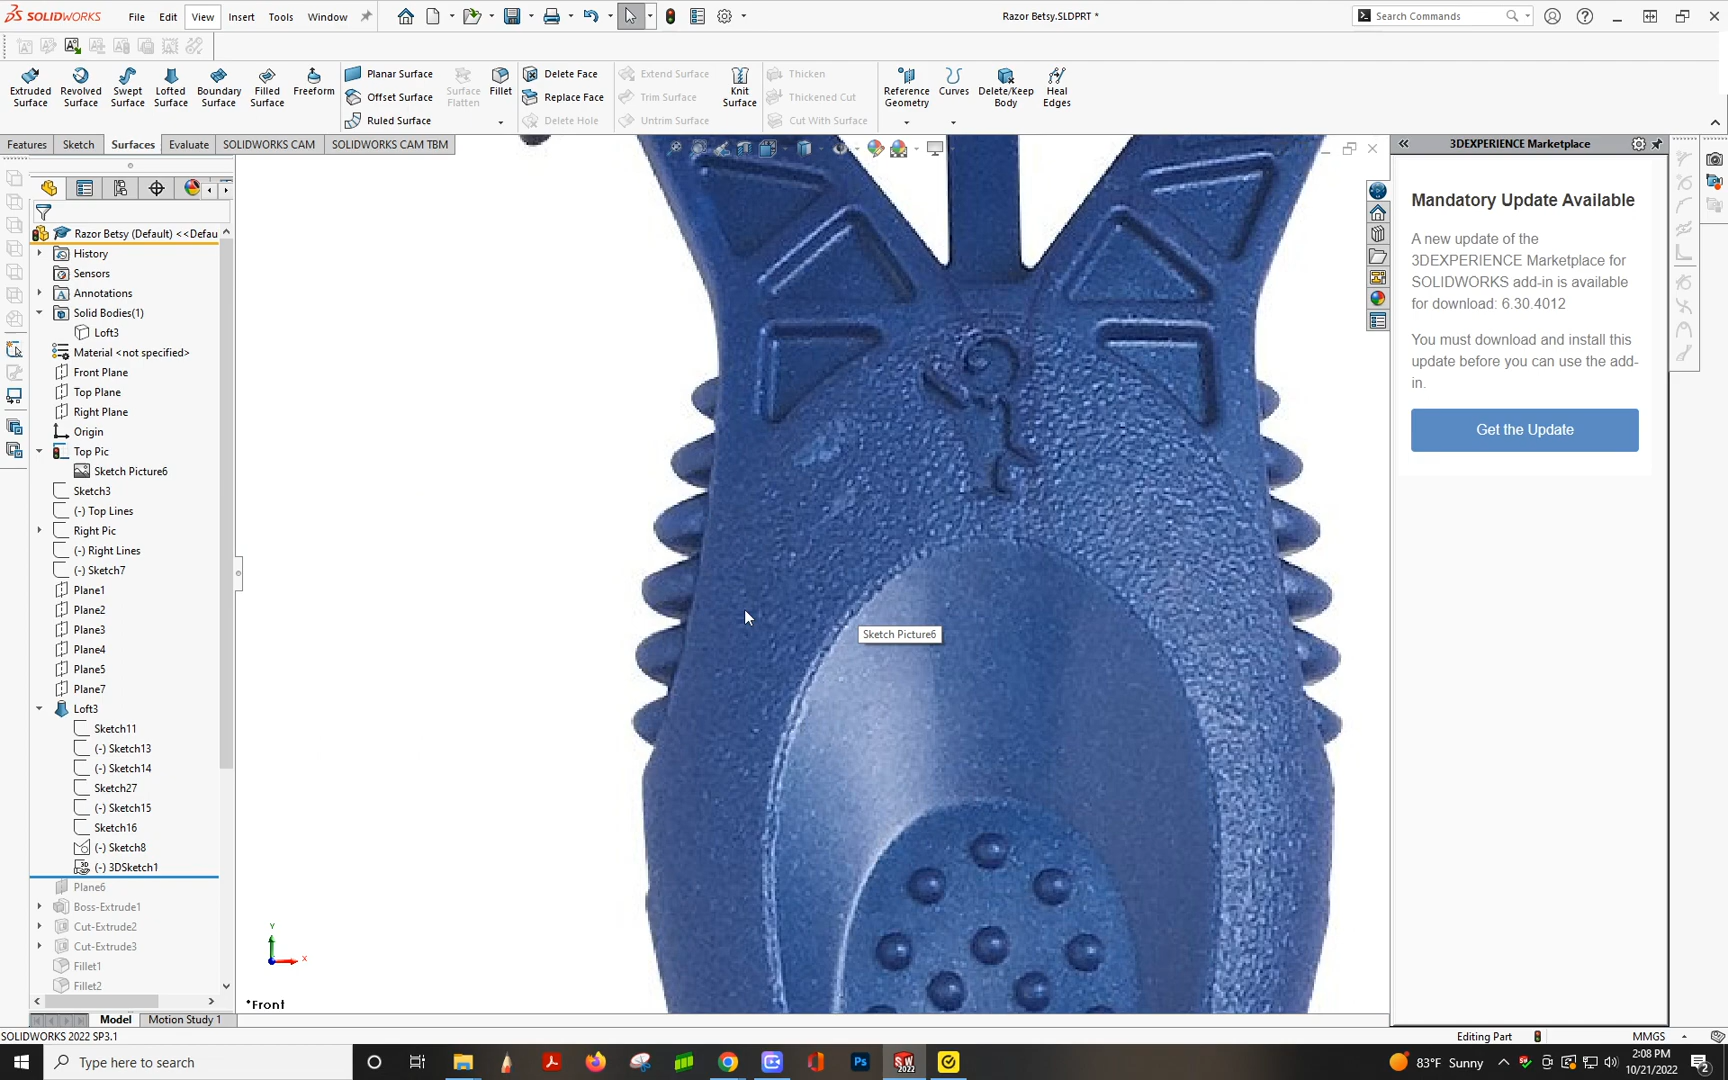 SOLIDWORKS File Edit View Insert Tools Window Razor Betsy.SLDPRT * Search Commands
Extruded Surface Revolved Surface Swept Surface Lofted Surface Boundary Surface Filled Surface Freeform
Planar Surface
Offset Surface
Ruled Surface
Surface Flatten Fillet
Delete Face
Replace Face
Delete Hole
Extend Surface
Trim Surface
Untrim Surface
Knit Surface
Thicken
Thickened Cut
Cut With Surface
Reference Geometry Curves Delete/Keep Body Heal Edges
Features Sketch Surfaces Evaluate SOLIDWORKS CAM SOLIDWORKS CAM TBM
Razor Betsy (Default) <<Defau
History
Sensors
Annotations
Solid Bodies(1)
Loft3
Material <not specified>
Front Plane
Top Plane
Right Plane
Origin
Top Pic
Sketch Picture6
Sketch3
(-) Top Lines
Right Pic
(-) Right Lines
(-) Sketch7
Plane1
Plane2
Plane3
Plane4
Plane5
Plane7
Loft3
Sketch11
(-) Sketch13
(-) Sketch14
Sketch27
(-) Sketch15
Sketch16
(-) Sketch8
(-) 3DSketch1
Plane6
Boss-Extrude1
Cut-Extrude2
Cut-Extrude3
Fillet1
Fillet2
Sketch Picture6
Y
X
*Front
3DEXPERIENCE Marketplace
Mandatory Update Available
A new update of the
3DEXPERIENCE Marketplace for
SOLIDWORKS add-in is available
for download: 6.30.4012
You must download and install this
update before you can use the add-
in.
Get the Update
Model Motion Study 1
SOLIDWORKS 2022 SP3.1 Editing Part MMGS
Type here to search
83°F Sunny
2:08 PM
10/21/2022